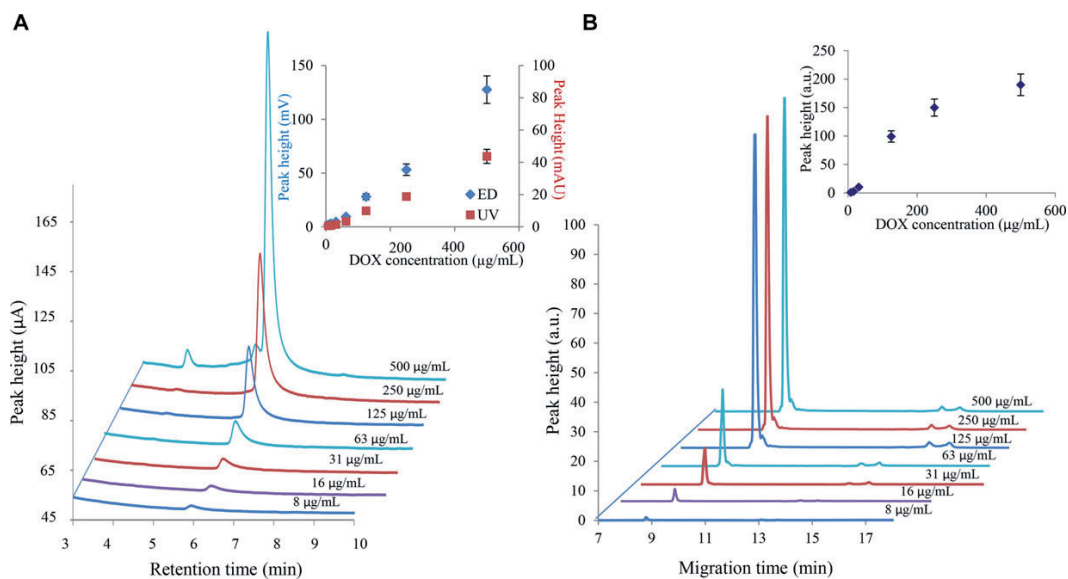 A
Peak height (µA)
165
145
125
105
85
65
45
3
4
5
6
7
8
9
10
Retention time (min)
500 µg/mL
250 µg/mL
125 µg/mL
63 µg/mL
31 µg/mL
16 µg/mL
8 µg/mL
Peak height (mV)
150
100
50
0
Peak Height (mAU)
100
80
60
40
20
0
0
200
400
600
DOX concentration (µg/mL)
ED
UV
B
Peak height (a.u.)
100
90
80
70
60
50
40
30
20
10
0
7
9
11
13
15
17
Migration time (min)
500 µg/mL
250 µg/mL
125 µg/mL
63 µg/mL
31 µg/mL
16 µg/mL
8 µg/mL
Peak height (a.u.)
250
200
150
100
50
0
0
200
400
600
DOX concentration (µg/mL)